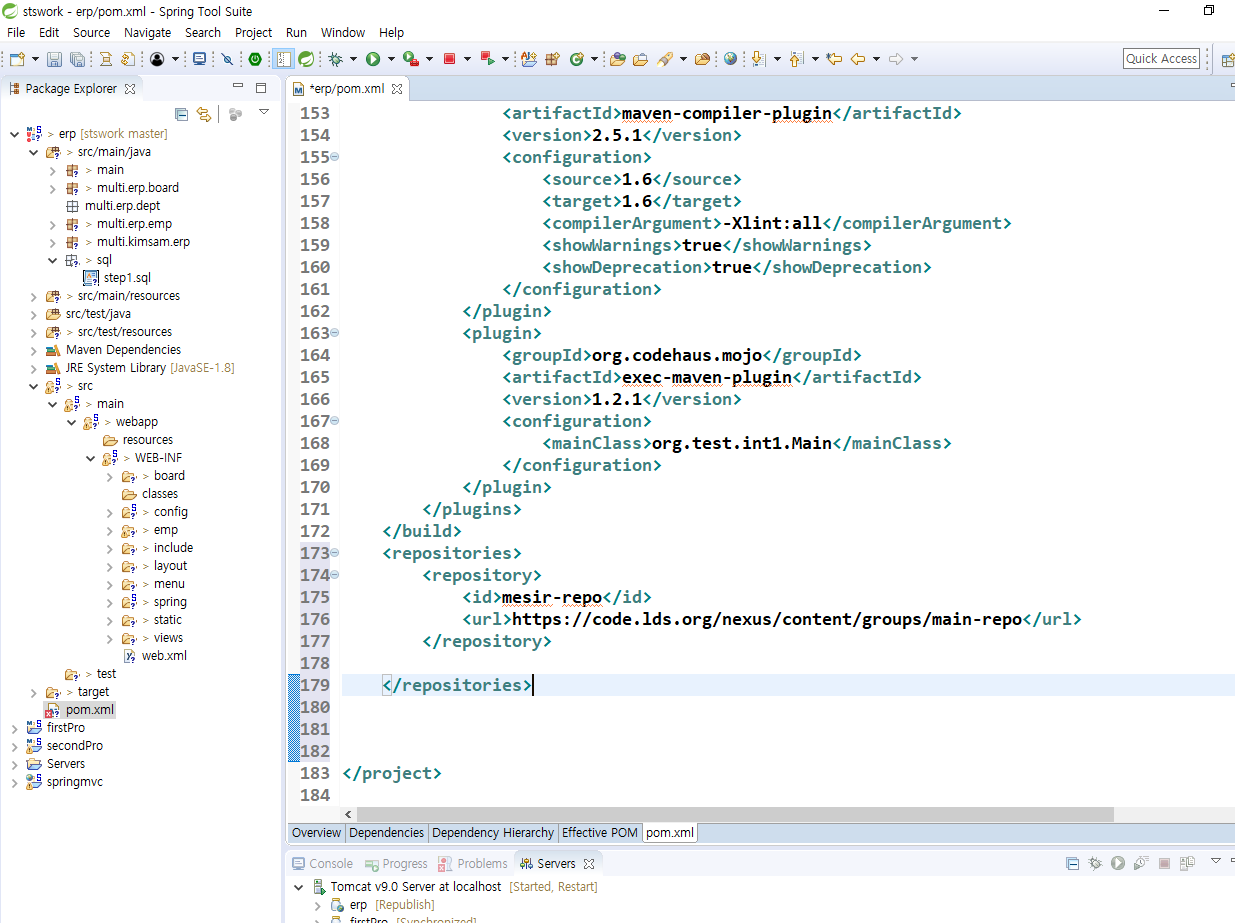 stswork - erp/pom.xml - Spring Tool Suite
File Edit Source Navigate Search Project Run Window Help
Quick Access
Package Explorer
*erp/pom.xml
> erp [stswork master]
> src/main/java
> main
> multi.erp.board
multi.erp.dept
> multi.erp.emp
> multi.kimsam.erp
> sql
step1.sql
> src/main/resources
src/test/java
> src/test/resources
Maven Dependencies
JRE System Library [JavaSE-1.8]
> src
> main
> webapp
resources
> WEB-INF
> board
classes
> config
> emp
> include
> layout
> menu
> spring
> static
> views
web.xml
> test
> target
pom.xml
firstPro
secondPro
Servers
springmvc
153 <artifactId>maven-compiler-plugin</artifactId>
154 <version>2.5.1</version>
155 <configuration>
156 <source>1.6</source>
157 <target>1.6</target>
158 <compilerArgument>-Xlint:all</compilerArgument>
159 <showWarnings>true</showWarnings>
160 <showDeprecation>true</showDeprecation>
161 </configuration>
162 </plugin>
163 <plugin>
164 <groupId>org.codehaus.mojo</groupId>
165 <artifactId>exec-maven-plugin</artifactId>
166 <version>1.2.1</version>
167 <configuration>
168 <mainClass>org.test.int1.Main</mainClass>
169 </configuration>
170 </plugin>
171 </plugins>
172 </build>
173 <repositories>
174 <repository>
175 <id>mesir-repo</id>
176 <url>https://code.lds.org/nexus/content/groups/main-repo</url>
177 </repository>
178
179 </repositories>
180
181
182
183 </project>
184
Overview Dependencies Dependency Hierarchy Effective POM pom.xml
Console Progress Problems Servers
Tomcat v9.0 Server at localhost [Started, Restart]
erp [Republish]
firstPro [Synchronized]